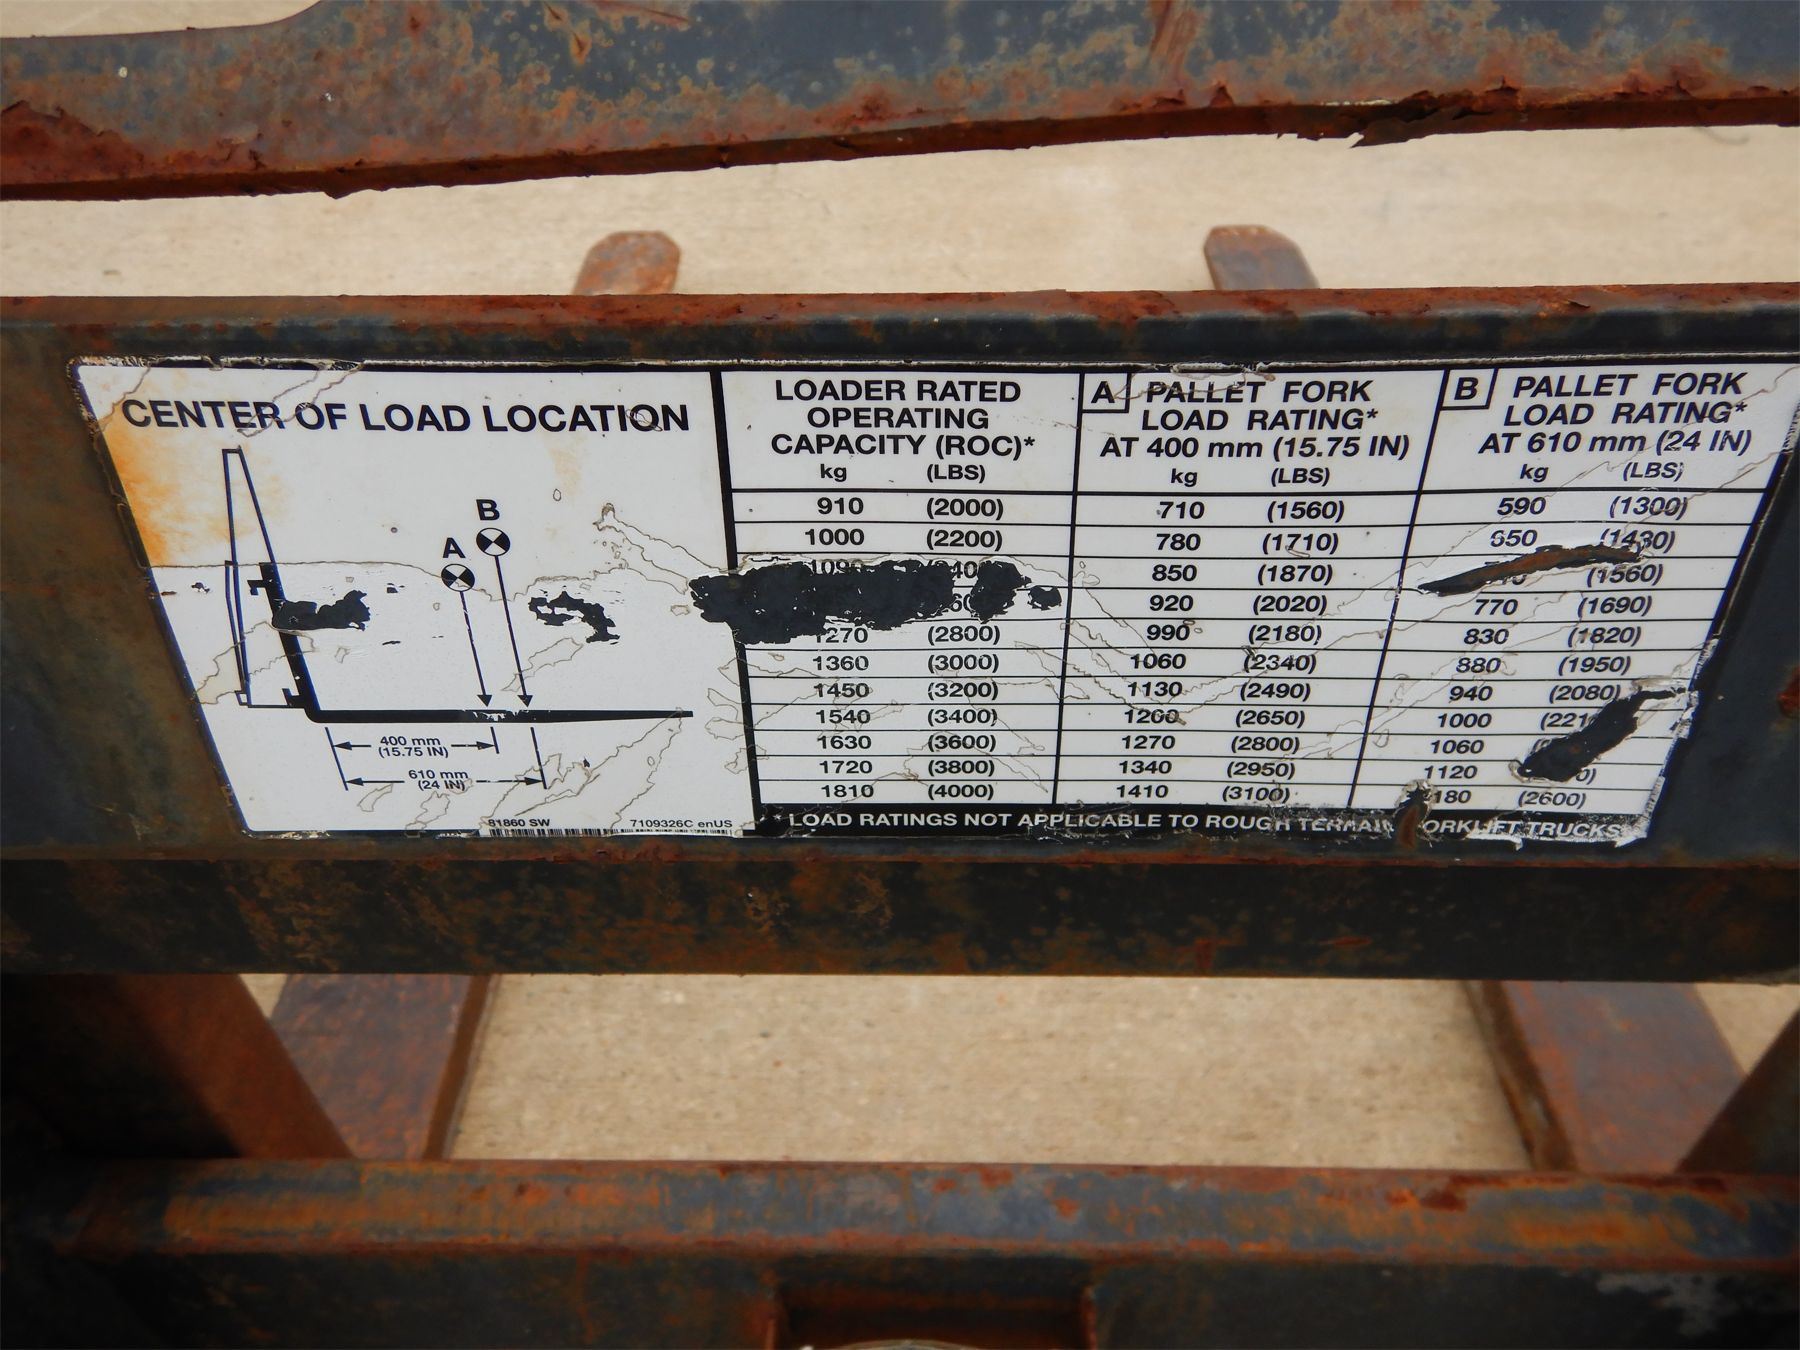 CENTER OF LOAD LOCATION
B
A
400 mm
(15.75 IN)
610 mm
(24 IN)
81860 SW 7109326C enUS
LOADER RATED
OPERATING
CAPACITY (ROC)*
kg (LBS)
A PALLET FORK
LOAD RATING*
AT 400 mm (15.75 IN)
kg (LBS)
B PALLET FORK
LOAD RATING*
AT 610 mm (24 IN)
kg (LBS)
910 (2000) 710 (1560) 590 (1300)
1000 (2200) 780 (1710) 650 (1430)
850 (1870) (1560)
920 (2020) 770 (1690)
1270 (2800) 990 (2180) 830 (1820)
1360 (3000) 1060 (2340) 880 (1950)
1450 (3200) 1130 (2490) 940 (2080)
1540 (3400) 1200 (2650) 1000
1630 (3600) 1270 (2800) 1060
1720 (3800) 1340 (2950) 1120
1810 (4000) 1410 (3100) (2600)
* LOAD RATINGS NOT APPLICABLE TO ROUGH TERRAIN FORKLIFT TRUCKS